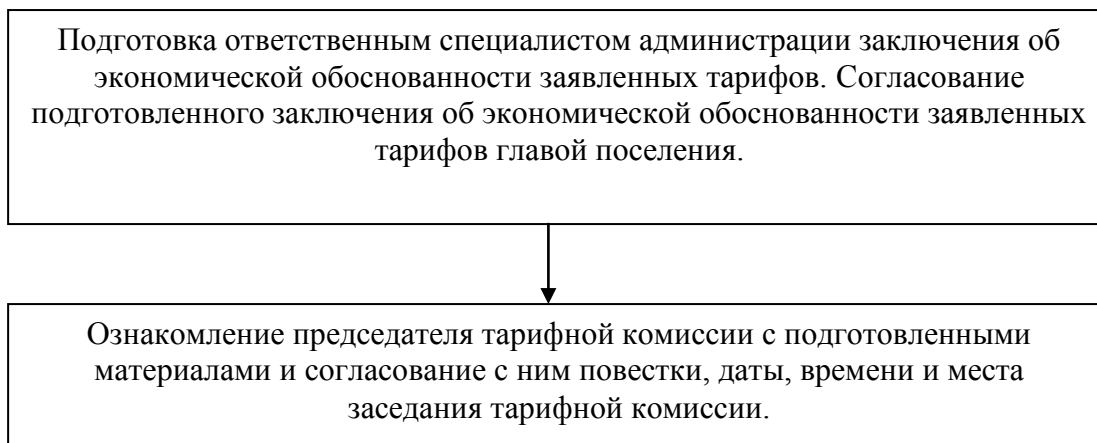 Подготовка ответственным специалистом администрации заключения об
экономической обоснованности заявленных тарифов. Согласование
подготовленного заключения об экономической обоснованности заявленных
тарифов главой поселения.
Ознакомление председателя тарифной комиссии с подготовленными
материалами и согласование с ним повестки, даты, времени и места
заседания тарифной комиссии.